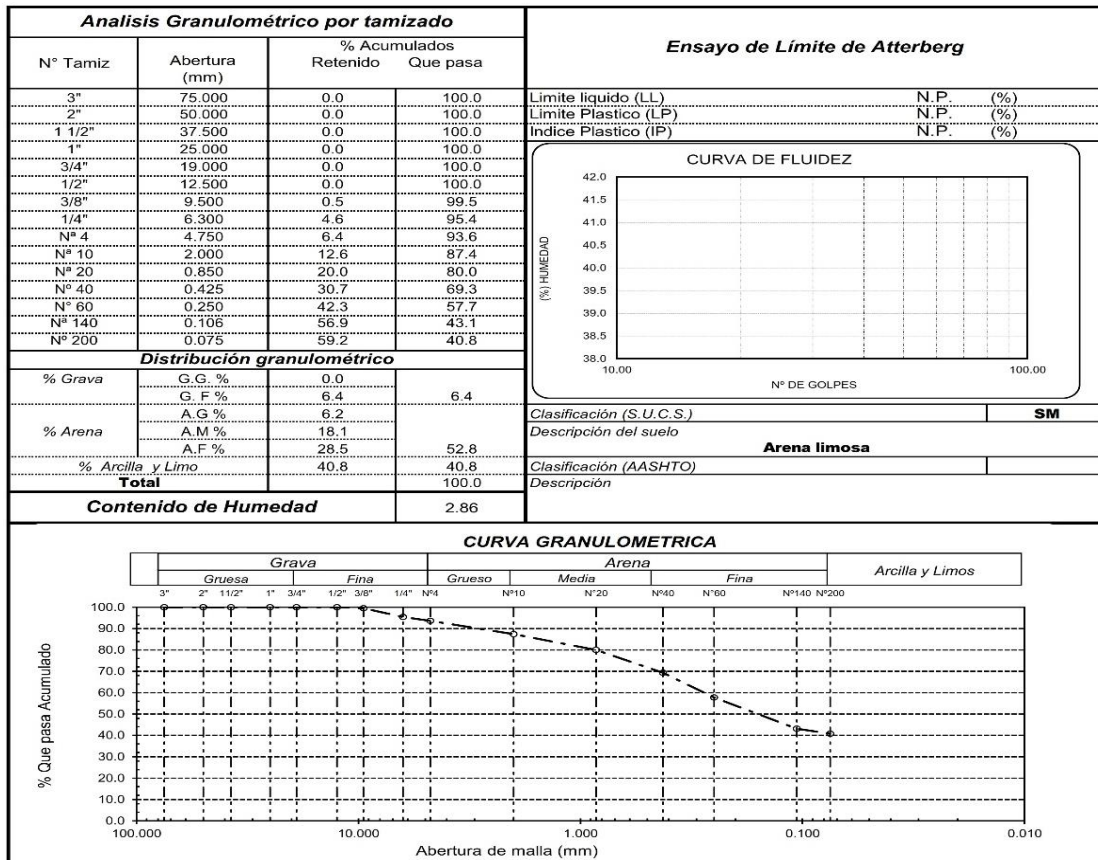 Analisis Granulométrico por tamizado
N° Tamiz Abertura (mm) % Acumulados Retenido Que pasa
3" 75.000 0.0 100.0
2" 50.000 0.0 100.0
1 1/2" 37.500 0.0 100.0
1" 25.000 0.0 100.0
3/4" 19.000 0.0 100.0
1/2" 12.500 0.0 100.0
3/8" 9.500 0.5 99.5
1/4" 6.300 4.6 95.4
Nª 4 4.750 6.4 93.6
Nª 10 2.000 12.6 87.4
Nª 20 0.850 20.0 80.0
Nº 40 0.425 30.7 69.3
N° 60 0.250 42.3 57.7
Nª 140 0.106 56.9 43.1
Nº 200 0.075 59.2 40.8
Distribución granulométrico
% Grava G.G. % 0.0
G. F % 6.4 6.4
% Arena A.G % 6.2
A.M % 18.1
A.F % 28.5 52.8
% Arcilla y Limo 40.8 40.8
Total 100.0
Contenido de Humedad 2.86
Ensayo de Límite de Atterberg
Limite liquido (LL) N.P. (%)
Limite Plastico (LP) N.P. (%)
Indice Plastico (IP) N.P. (%)
CURVA DE FLUIDEZ
(%) HUMEDAD
42.0
41.5
41.0
40.5
40.0
39.5
39.0
38.5
38.0
10.00 100.00
Nº DE GOLPES
Clasificación (S.U.C.S.) SM
Descripción del suelo
Arena limosa
Clasificación (AASHTO)
Descripción
CURVA GRANULOMETRICA
Grava Arena Arcilla y Limos
Gruesa Fina Grueso Media Fina
3" 2" 11/2" 1" 3/4" 1/2" 3/8" 1/4" Nº4 Nº10 N°20 N°40 N°60 Nº140 Nº200
% Que pasa Acumulado
100.0
90.0
80.0
70.0
60.0
50.0
40.0
30.0
20.0
10.0
0.0
100.000 10.000 1.000 0.100 0.010
Abertura de malla (mm)